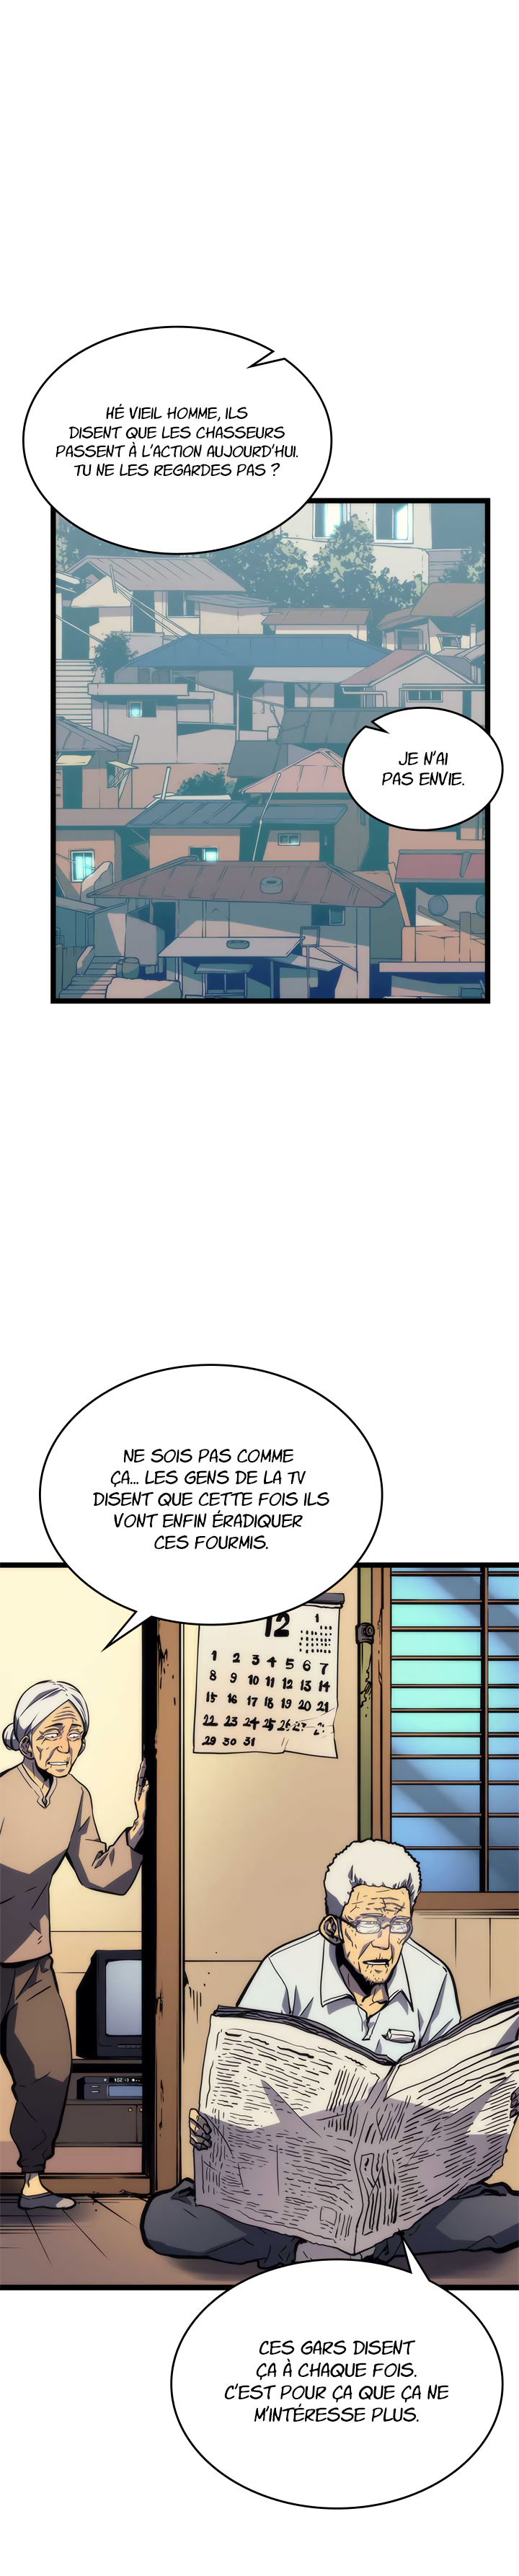 HÉ VIEIL HOMME, ILS
DISENT QUE LES CHASSEURS
PASSENT À L'ACTION AUJOURD'HUI.
TU NE LES REGARDES PAS ?
JE N'AI
PAS ENVIE.
NE SOIS PAS COMME
ÇA... LES GENS DE LA TV
DISENT QUE CETTE FOIS ILS
VONT ENFIN ÉRADIQUER
CES FOURMIS.
12 1
1 2 3 4 5 6 7
8 9 10 11 12 13 14
15 16 17 18 19 20 21
22 23 24 25 26 27
29 30 31
CES GARS DISENT
ÇA À CHAQUE FOIS.
C'EST POUR ÇA QUE ÇA NE
M'INTÉRESSE PLUS.